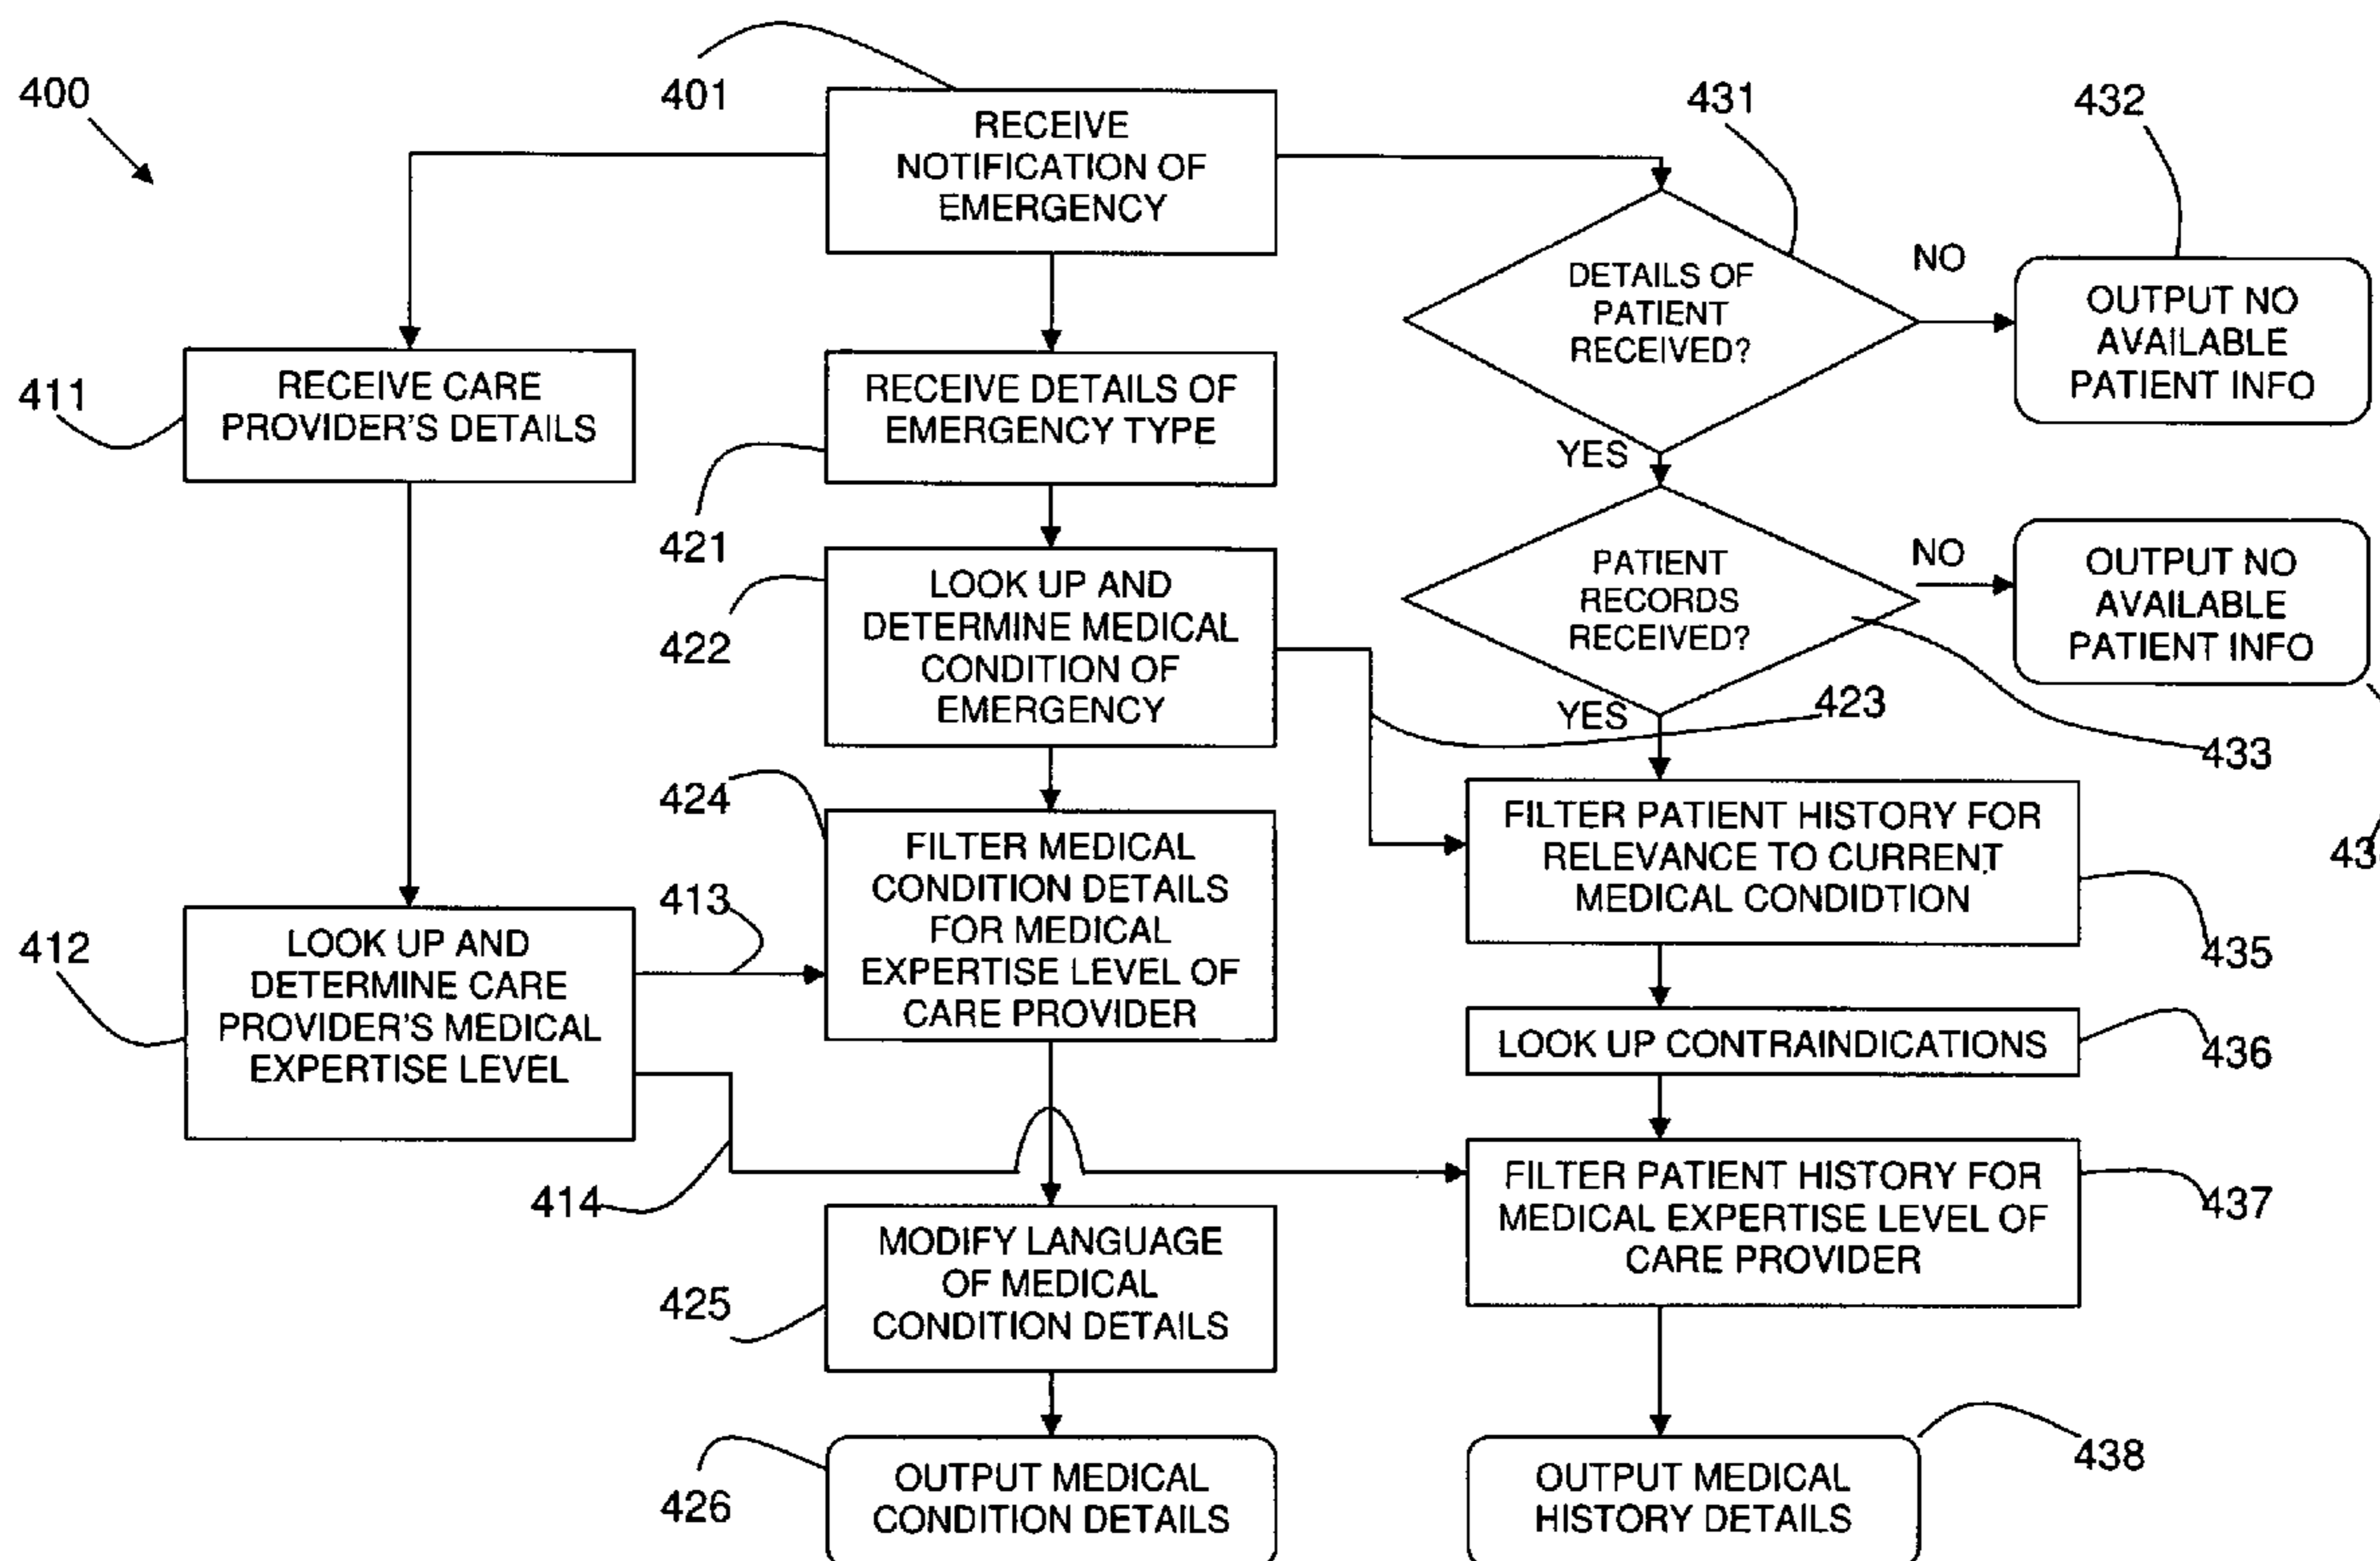 400
401
RECEIVE
NOTIFICATION OF
EMERGENCY
431
432
DETAILS OF
PATIENT
RECEIVED?
NO
OUTPUT NO
AVAILABLE
PATIENT INFO
411
RECEIVE CARE
PROVIDER'S DETAILS
RECEIVE DETAILS OF
EMERGENCY TYPE
YES
421
422
LOOK UP AND
DETERMINE MEDICAL
CONDITION OF
EMERGENCY
PATIENT
RECORDS
RECEIVED?
NO
OUTPUT NO
AVAILABLE
PATIENT INFO
YES
423
433
43
424
FILTER MEDICAL
CONDITION DETAILS
FOR MEDICAL
EXPERTISE LEVEL OF
CARE PROVIDER
FILTER PATIENT HISTORY FOR
RELEVANCE TO CURRENT
MEDICAL CONDIDTION
435
412
LOOK UP AND
DETERMINE CARE
PROVIDER'S MEDICAL
EXPERTISE LEVEL
413
LOOK UP CONTRAINDICATIONS
436
414
FILTER PATIENT HISTORY FOR
MEDICAL EXPERTISE LEVEL OF
CARE PROVIDER
437
425
MODIFY LANGUAGE
OF MEDICAL
CONDITION DETAILS
426
OUTPUT MEDICAL
CONDITION DETAILS
OUTPUT MEDICAL
HISTORY DETAILS
438